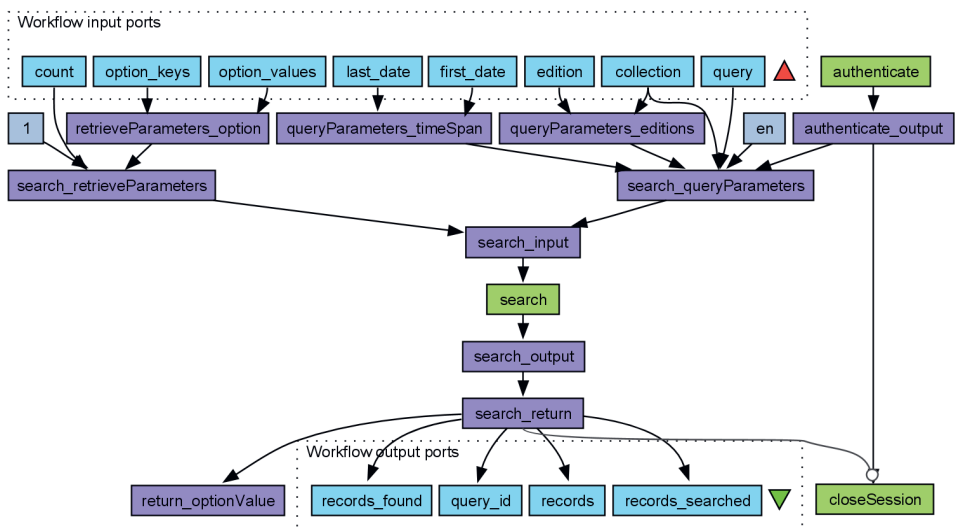 Workflow input ports
count
option_keys
option_values
last_date
first_date
edition
collection
query
authenticate
1
retrieveParameters_option
queryParameters_timeSpan
queryParameters_editions
en
authenticate_output
search_retrieveParameters
search_queryParameters
search_input
search
search_output
search_return
Workflow output ports
return_optionValue
records_found
query_id
records
records_searched
closeSession